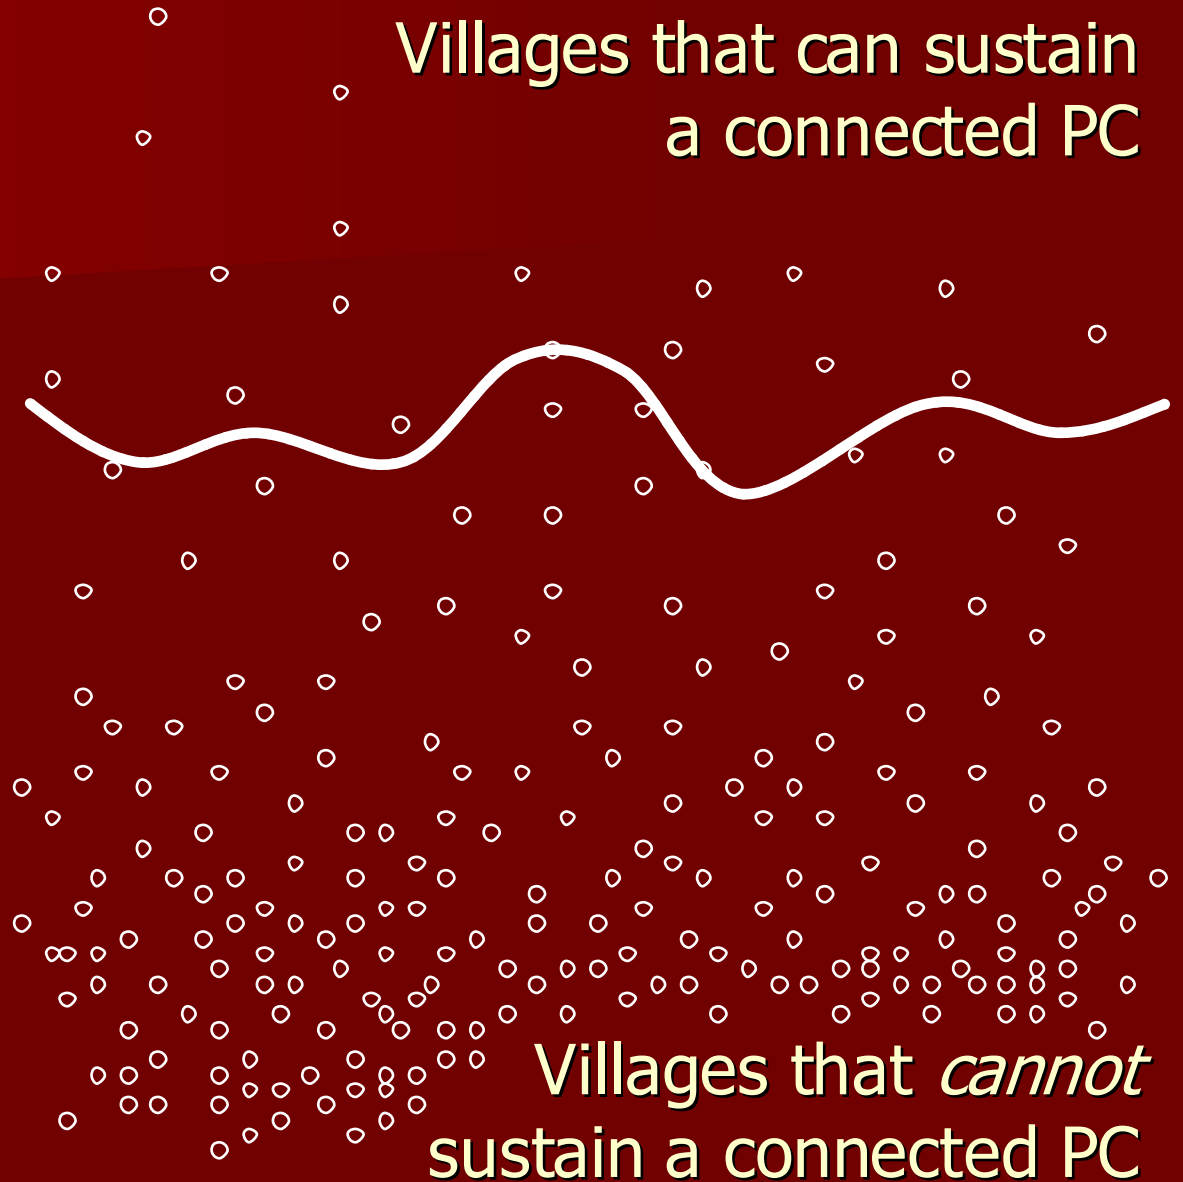 Villages that can sustain
a connected PC
Villages that cannot
sustain a connected PC